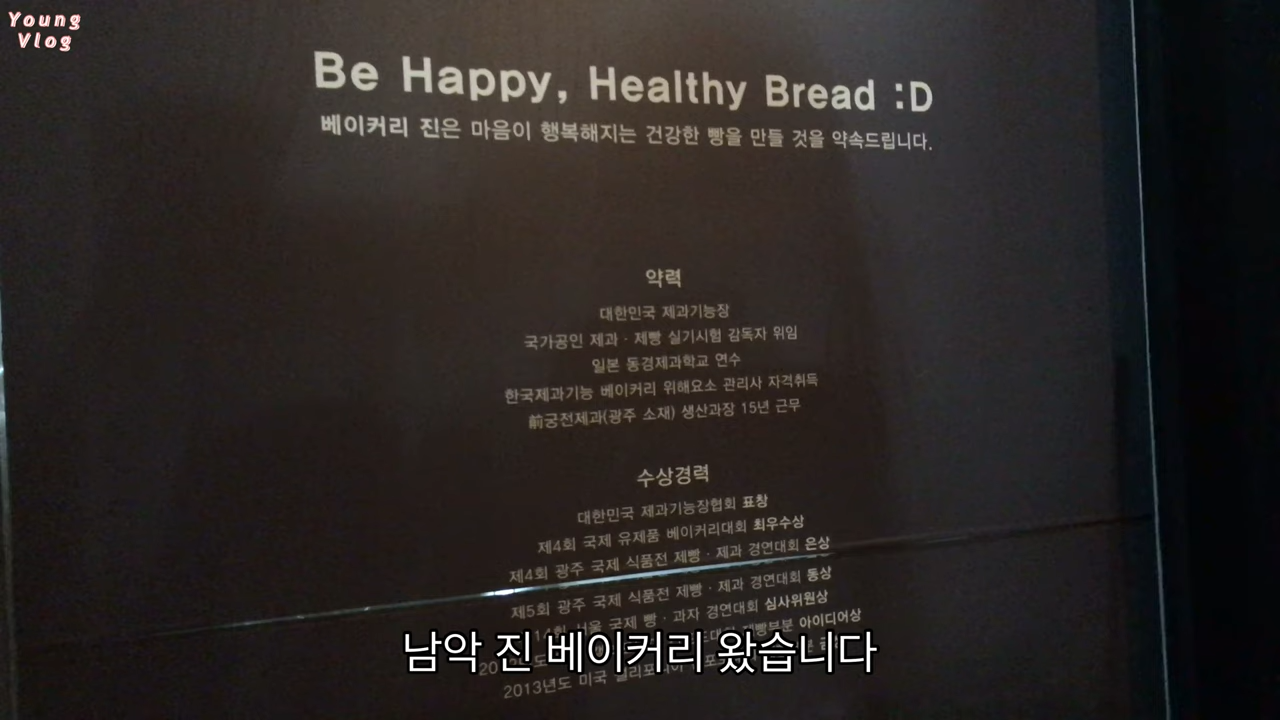 Young
Vlog
Be Happy, Healthy Bread :D
베이커리 진은 마음이 행복해지는 건강한 빵을 만들 것을 약속드립니다.
약력
대한민국 제과기능장
국가공인 제과 · 제빵 실기시험 감독자 위임
일본 동경제과학교 연수
한국제과기능 베이커리 위해요소 관리사 자격취득
前궁전제과(광주 소재) 생산과장 15년 근무
수상경력
대한민국 제과기능장협회 표창
제4회 국제 유제품 베이커리대회 최우수상
제4회 광주 국제 식품전 제빵 · 제과 경연대회 은상
제5회 광주 국제 식품전 제빵 · 제과 경연대회 동상
서울 국제 빵 · 과자 경연대회 심사위원상
제빵부분 아이디어상
2013년도 미국
남악 진 베이커리 왔습니다